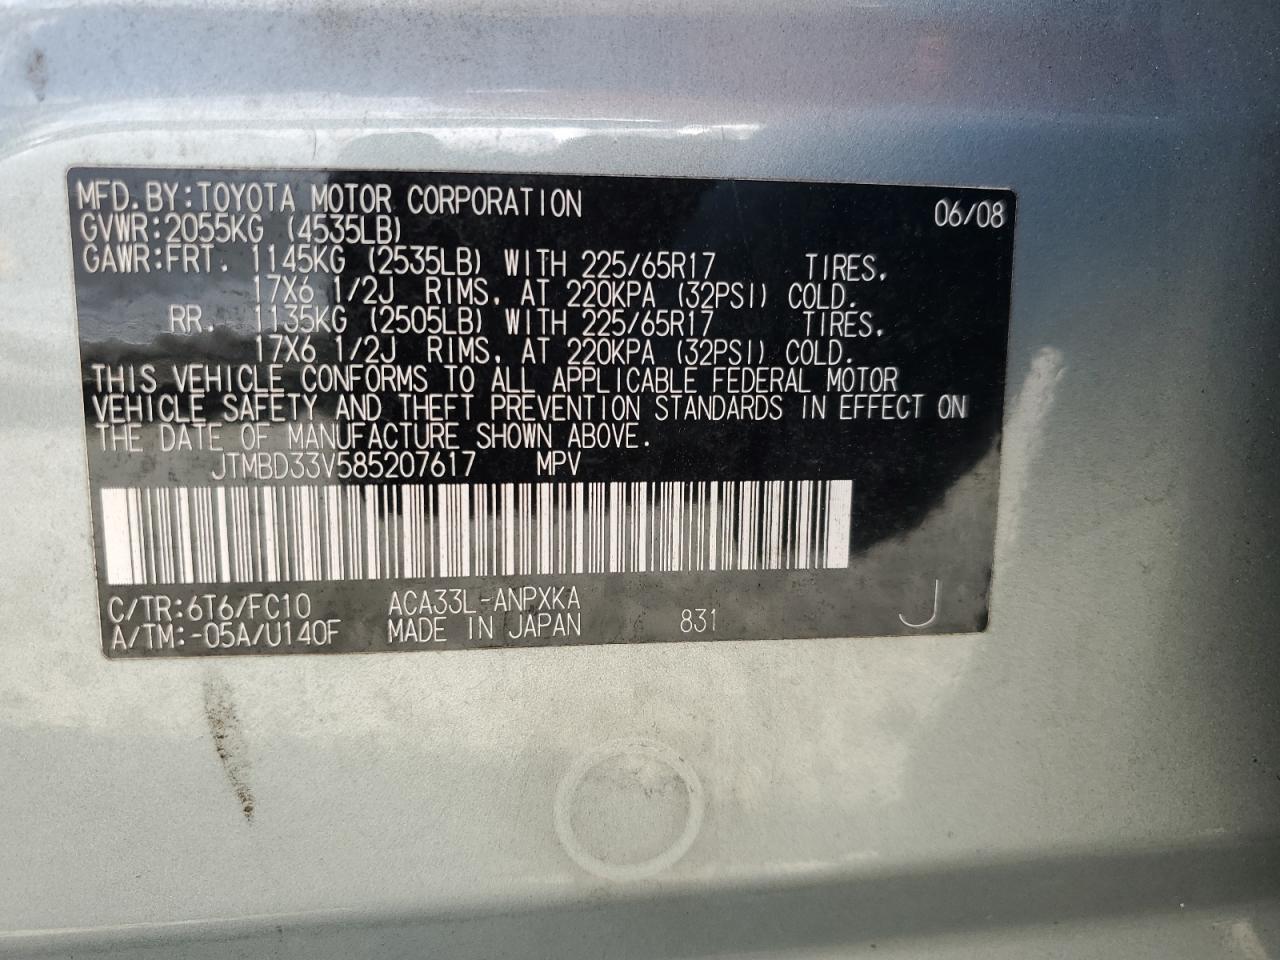 MFD.BY:TOYOTA MOTOR CORPORATION 06/08
GVWR:2055KG (4535LB)
GAWR:FRT. 1145KG (2535LB) WITH 225/65R17 TIRES,
17X6 1/2J RIMS, AT 220KPA (32PSI) COLD.
RR. 1135KG (2505LB) WITH 225/65R17 TIRES,
17X6 1/2J RIMS, AT 220KPA (32PSI) COLD.
THIS VEHICLE CONFORMS TO ALL APPLICABLE FEDERAL MOTOR
VEHICLE SAFETY AND THEFT PREVENTION STANDARDS IN EFFECT ON
THE DATE OF MANUFACTURE SHOWN ABOVE.
JTMBD33V585207617 MPV
C/TR:6T6/FC10 ACA33L-ANPXKA
A/TM:-05A/U140F MADE IN JAPAN 831 J